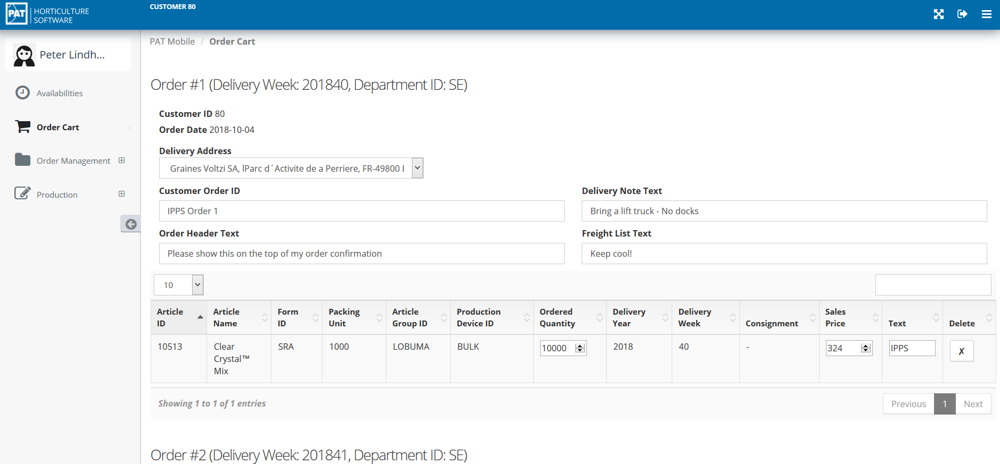 PAT HORTICULTURE
SOFTWARE
CUSTOMER 80
Peter Lindh...
Availabilities
Order Cart
Order Management
Production
PAT Mobile / Order Cart
Order #1 (Delivery Week: 201840, Department ID: SE)
Customer ID 80
Order Date 2018-10-04
Delivery Address
Graines Voltzi SA, lParc d´Activite de a Perriere, FR-49800
Customer Order ID
IPPS Order 1
Delivery Note Text
Bring a lift truck - No docks
Order Header Text
Please show this on the top of my order confirmation
Freight List Text
Keep cool!
10
Article ID Article Name Form ID Packing Unit Article Group ID Production Device ID Ordered Quantity Delivery Year Delivery Week Consignment Sales Price Text Delete
10513 Clear Crystal™ Mix SRA 1000 LOBUMA BULK 10000 2018 40 - 324 IPPS ✗
Showing 1 to 1 of 1 entries
Previous 1 Next
Order #2 (Delivery Week: 201841, Department ID: SE)